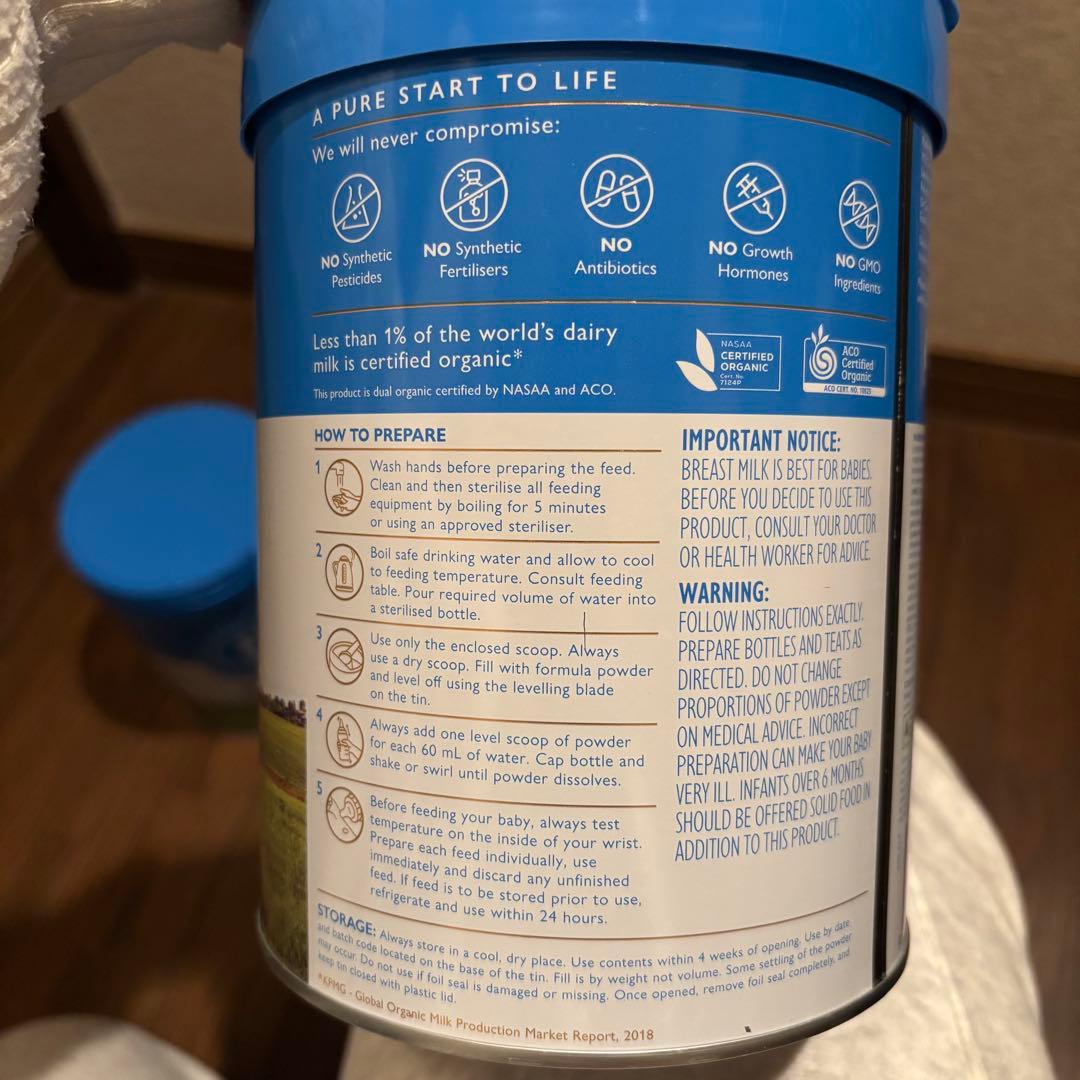 A PURE START TO LIFE
We will never compromise:
NO Synthetic
Pesticides
NO Synthetic
Fertilisers
NO
Antibiotics
NO Growth
Hormones
NO GMO
Ingredients
Less than 1% of the world's dairy
milk is certified organic*
This product is dual organic certified by NASAA and ACO.
NASAA
CERTIFIED
ORGANIC
Cert. No.
7124P
ACO
Certified
Organic
ACO CERT. NO. 10625
HOW TO PREPARE
1 Wash hands before preparing the feed.
Clean and then sterilise all feeding
equipment by boiling for 5 minutes
or using an approved steriliser.
2 Boil safe drinking water and allow to cool
to feeding temperature. Consult feeding
table. Pour required volume of water into
a sterilised bottle.
3 Use only the enclosed scoop. Always
use a dry scoop. Fill with formula powder
and level off using the levelling blade
on the tin.
4 Always add one level scoop of powder
for each 60 mL of water. Cap bottle and
shake or swirl until powder dissolves.
5 Before feeding your baby, always test
temperature on the inside of your wrist.
Prepare each feed individually, use
immediately and discard any unfinished
feed. If feed is to be stored prior to use,
refrigerate and use within 24 hours.
IMPORTANT NOTICE:
BREAST MILK IS BEST FOR BABIES.
BEFORE YOU DECIDE TO USE THIS
PRODUCT, CONSULT YOUR DOCTOR
OR HEALTH WORKER FOR ADVICE.
WARNING:
FOLLOW INSTRUCTIONS EXACTLY.
PREPARE BOTTLES AND TEATS AS
DIRECTED. DO NOT CHANGE
PROPORTIONS OF POWDER EXCEPT
ON MEDICAL ADVICE. INCORRECT
PREPARATION CAN MAKE YOUR BABY
VERY ILL. INFANTS OVER 6 MONTHS
SHOULD BE OFFERED SOLID FOOD IN
ADDITION TO THIS PRODUCT.
STORAGE: Always store in a cool, dry place. Use contents within 4 weeks of opening. Use by date
and batch code located on the base of the tin. Fill is by weight not volume. Some settling of the powder
may occur. Do not use if foil seal is damaged or missing. Once opened, remove foil seal completely, and
keep tin closed with plastic lid.
*KPMG - Global Organic Milk Production Market Report, 2018